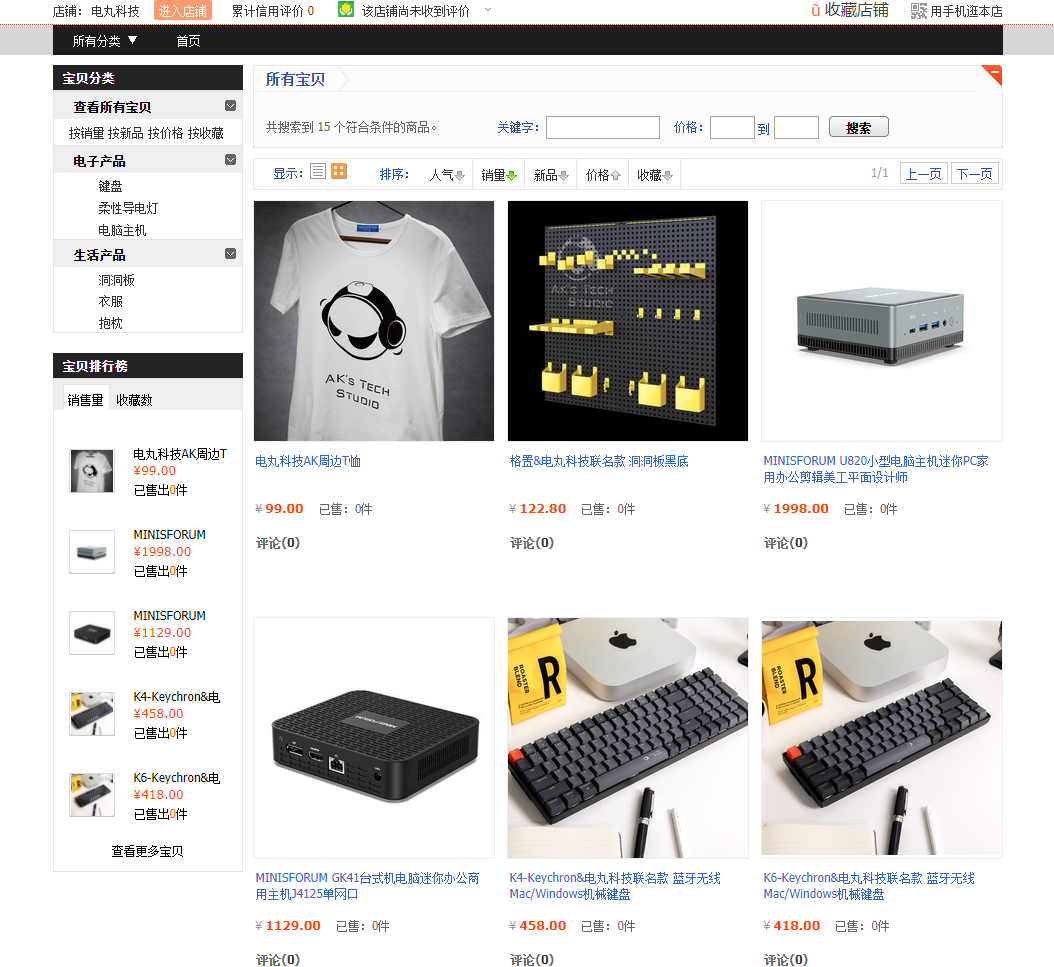 店铺：电丸科技 进入店铺 累计信用评价 0 该店铺尚未收到评价 收藏店铺 用手机逛本店
所有分类 ▼ 首页
宝贝分类
查看所有宝贝
按销量 按新品 按价格 按收藏
电子产品
键盘
柔性导电灯
电脑主机
生活产品
洞洞板
衣服
抱枕
宝贝排行榜
销售量 收藏数
电丸科技AK周边T
¥99.00
已售出0件
MINISFORUM
¥1998.00
已售出0件
MINISFORUM
¥1129.00
已售出0件
K4-Keychron&电
¥458.00
已售出0件
K6-Keychron&电
¥418.00
已售出0件
查看更多宝贝
所有宝贝
共搜索到 15 个符合条件的商品。 关键字： 价格： 到 搜索
显示： 排序： 人气 销量 新品 价格 收藏 1/1 上一页 下一页
AK's TECH
STUDIO
AK's TECH
STUDIO
电丸科技AK周边T恤
¥ 99.00 已售：0件
评论(0)
格置&电丸科技联名款 洞洞板黑底
¥ 122.80 已售：0件
评论(0)
MINISFORUM U820小型电脑主机迷你PC家
用办公剪辑美工平面设计师
¥ 1998.00 已售：0件
评论(0)
ROASTER
BLEND
R
ROASTER
BLEND
R
MINISFORUM GK41台式机电脑迷你办公商
用主机J4125单网口
¥ 1129.00 已售：0件
评论(0)
K4-Keychron&电丸科技联名款 蓝牙无线
Mac/Windows机械键盘
¥ 458.00 已售：0件
评论(0)
K6-Keychron&电丸科技联名款 蓝牙无线
Mac/Windows机械键盘
¥ 418.00 已售：0件
评论(0)